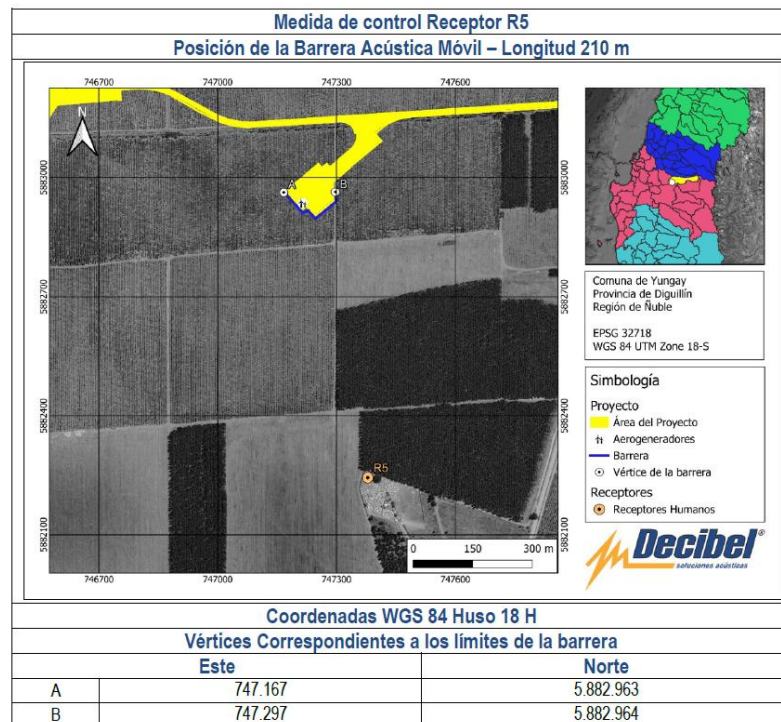 Medida de control Receptor R5
Posición de la Barrera Acústica Móvil – Longitud 210 m
746700 747000 747300 747600
5883000 5883000
5882700 5882700
5882400 5882400
5882100 5882100
N
A
B
R5
0 150 300 m
746700 747000 747300 747600
Comuna de Yungay
Provincia de Diguillín
Región de Ñuble
EPSG 32718
WGS 84 UTM Zone 18-S
Simbología
Proyecto
Área del Proyecto
Aerogeneradores
Barrera
Vértice de la barrera
Receptores
Receptores Humanos
Decibel®
soluciones acústicas
Coordenadas WGS 84 Huso 18 H
Vértices Correspondientes a los límites de la barrera
Este Norte
A 747.167 5.882.963
B 747.297 5.882.964